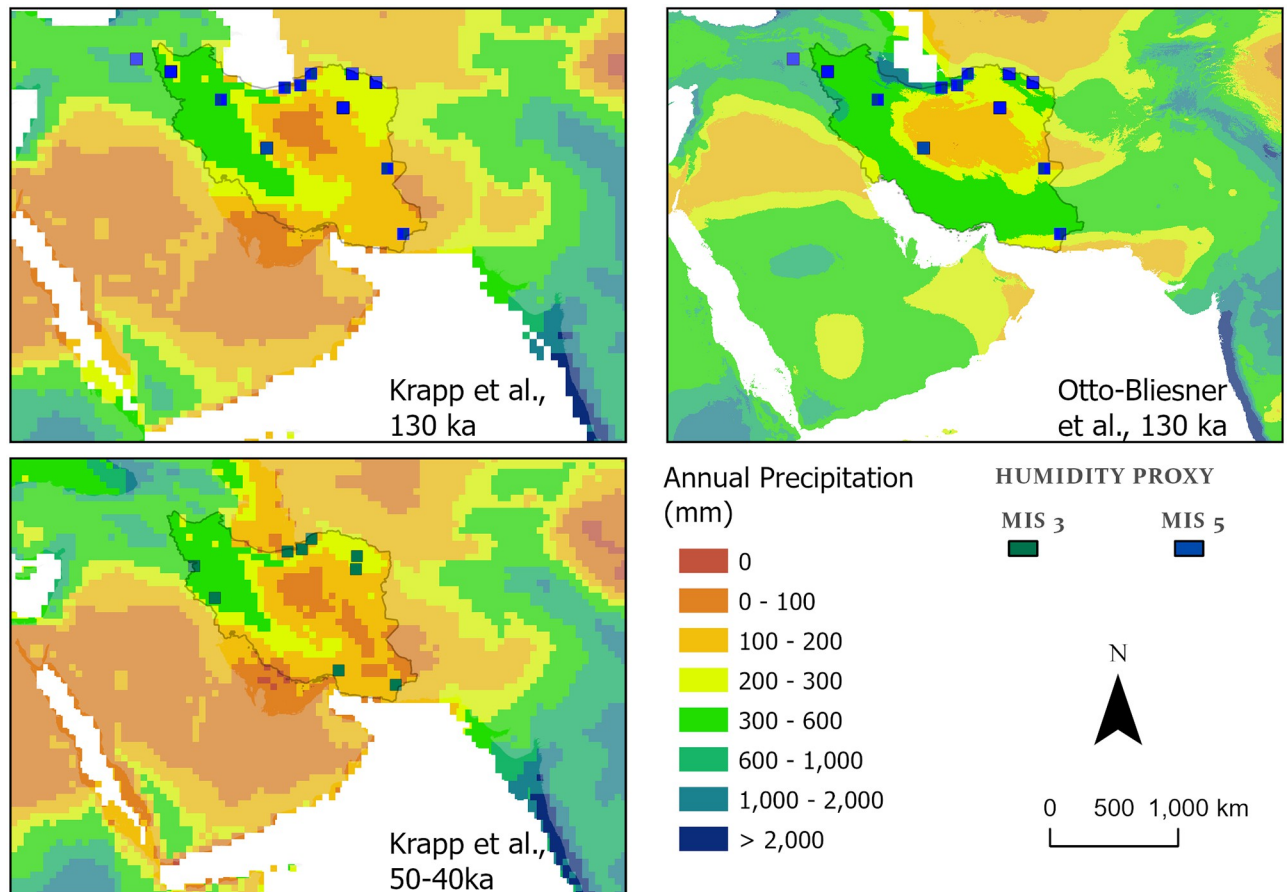 Krapp et al.,
130 ka
Otto-Bliesner
et al., 130 ka
Krapp et al.,
50-40ka
Annual Precipitation
(mm)
0
0 - 100
100 - 200
200 - 300
300 - 600
600 - 1,000
1,000 - 2,000
> 2,000
HUMIDITY PROXY
MIS 3 MIS 5
N
0 500 1,000 km